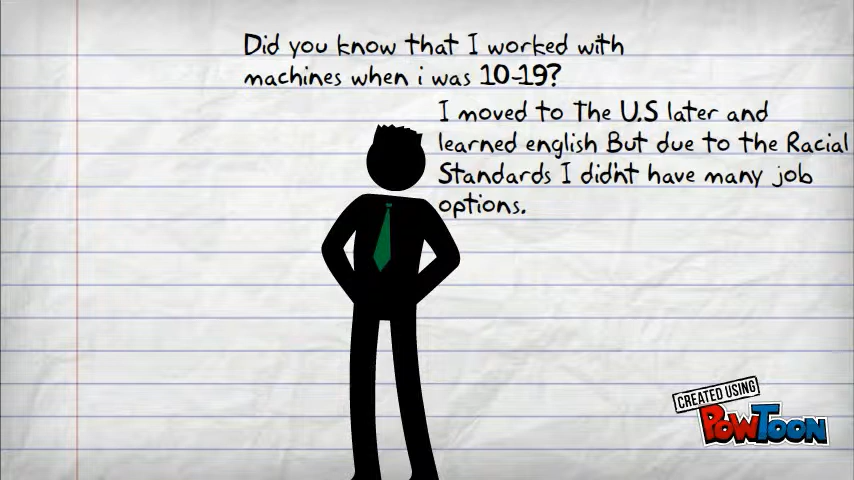 Did you know that I worked with
machines when i was 10-19?
I moved to the U.S later and
learned english But due to the Racial
Standards I didn't have many job
options.
CREATED USING
POWTOON